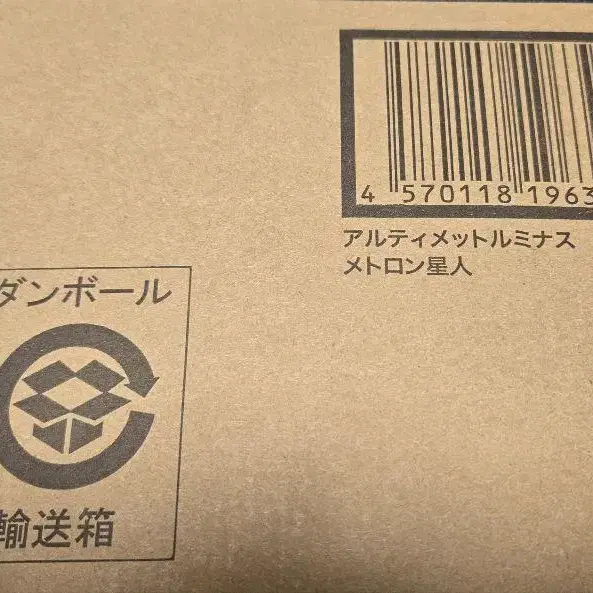 4 570118 1963
アルティメットルミナス
メトロン星人
ダンボール
輸送箱